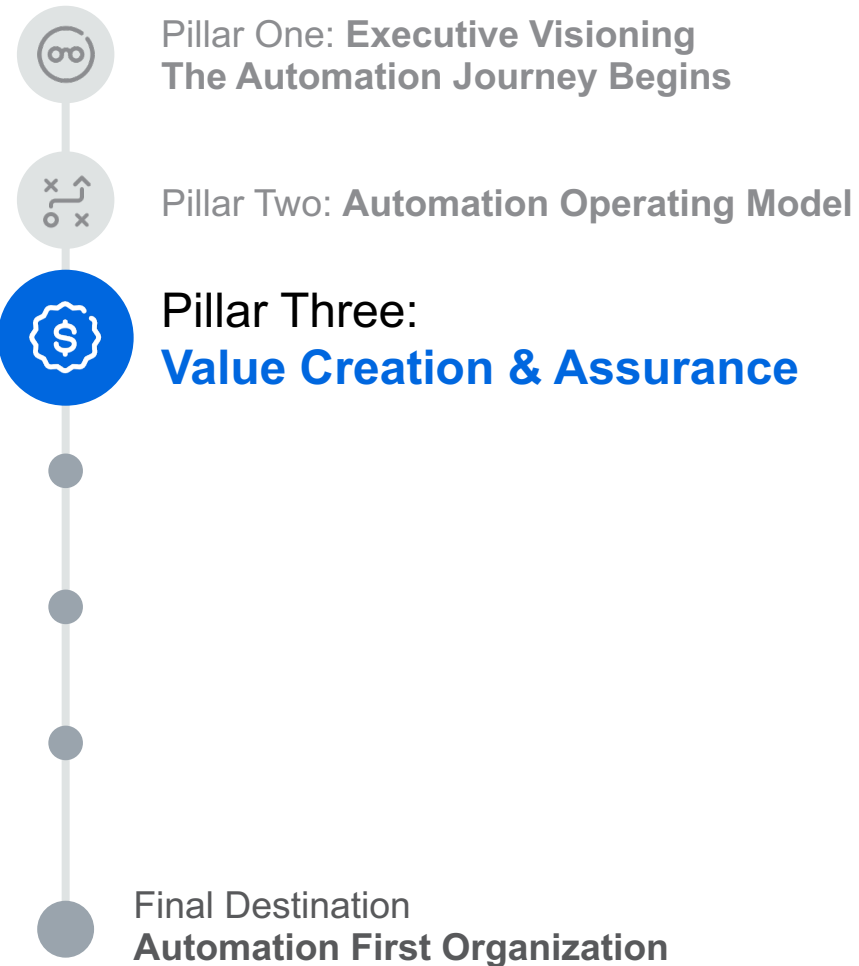 Pillar One: Executive Visioning
The Automation Journey Begins
Pillar Two: Automation Operating Model
Pillar Three:
Value Creation & Assurance
Final Destination
Automation First Organization